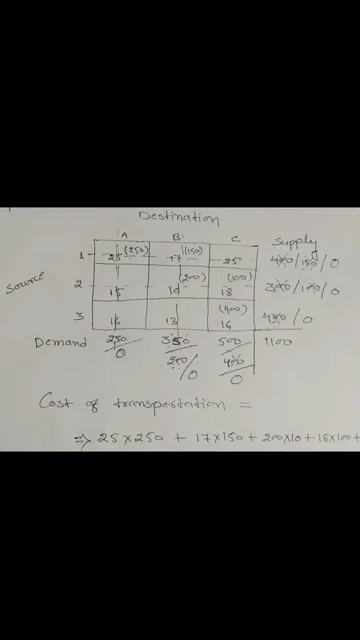 Destination
A B C Supply
1 25 (250) 17 (150) 25 400/150/0
Source 2 15 (200) 10 (100) 18 300/100/0
3 16 13 (400) 16 400/0
Demand 250 350 500 1100
0 200/0 400
0
Cost of transpestation =
⇒ 25×250 + 17×150 + 200×10 + 18×100 +